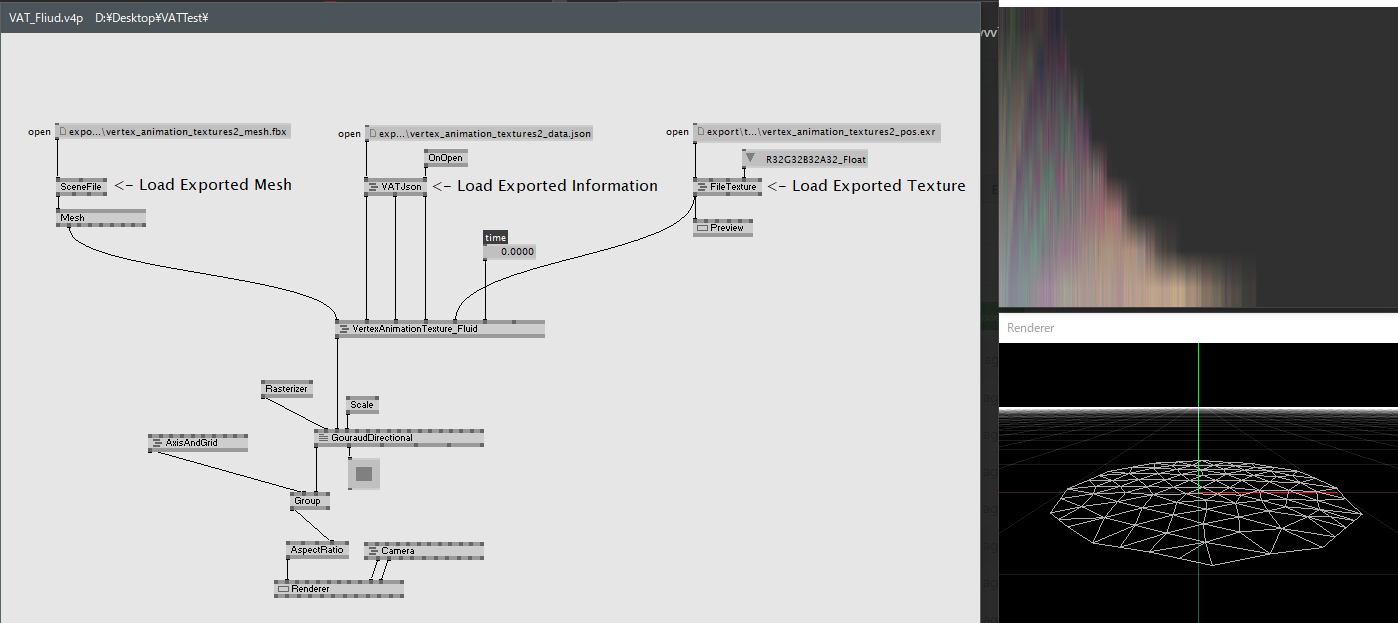 VAT_Fliud.v4p D:¥Desktop¥VATTest¥
open expo...\vertex_animation_textures2_mesh.fbx
open exp...\vertex_animation_textures2_data.json
open export\t...\vertex_animation_textures2_pos.exr
OnOpen
R32G32B32A32_Float
SceneFile <- Load Exported Mesh
VATJson <- Load Exported Information
FileTexture <- Load Exported Texture
Mesh
Preview
time
0.0000
VertexAnimationTexture_Fluid
Renderer
Rasterizer
Scale
GouraudDirectional
AxisAndGrid
Group
AspectRatio
Camera
Renderer